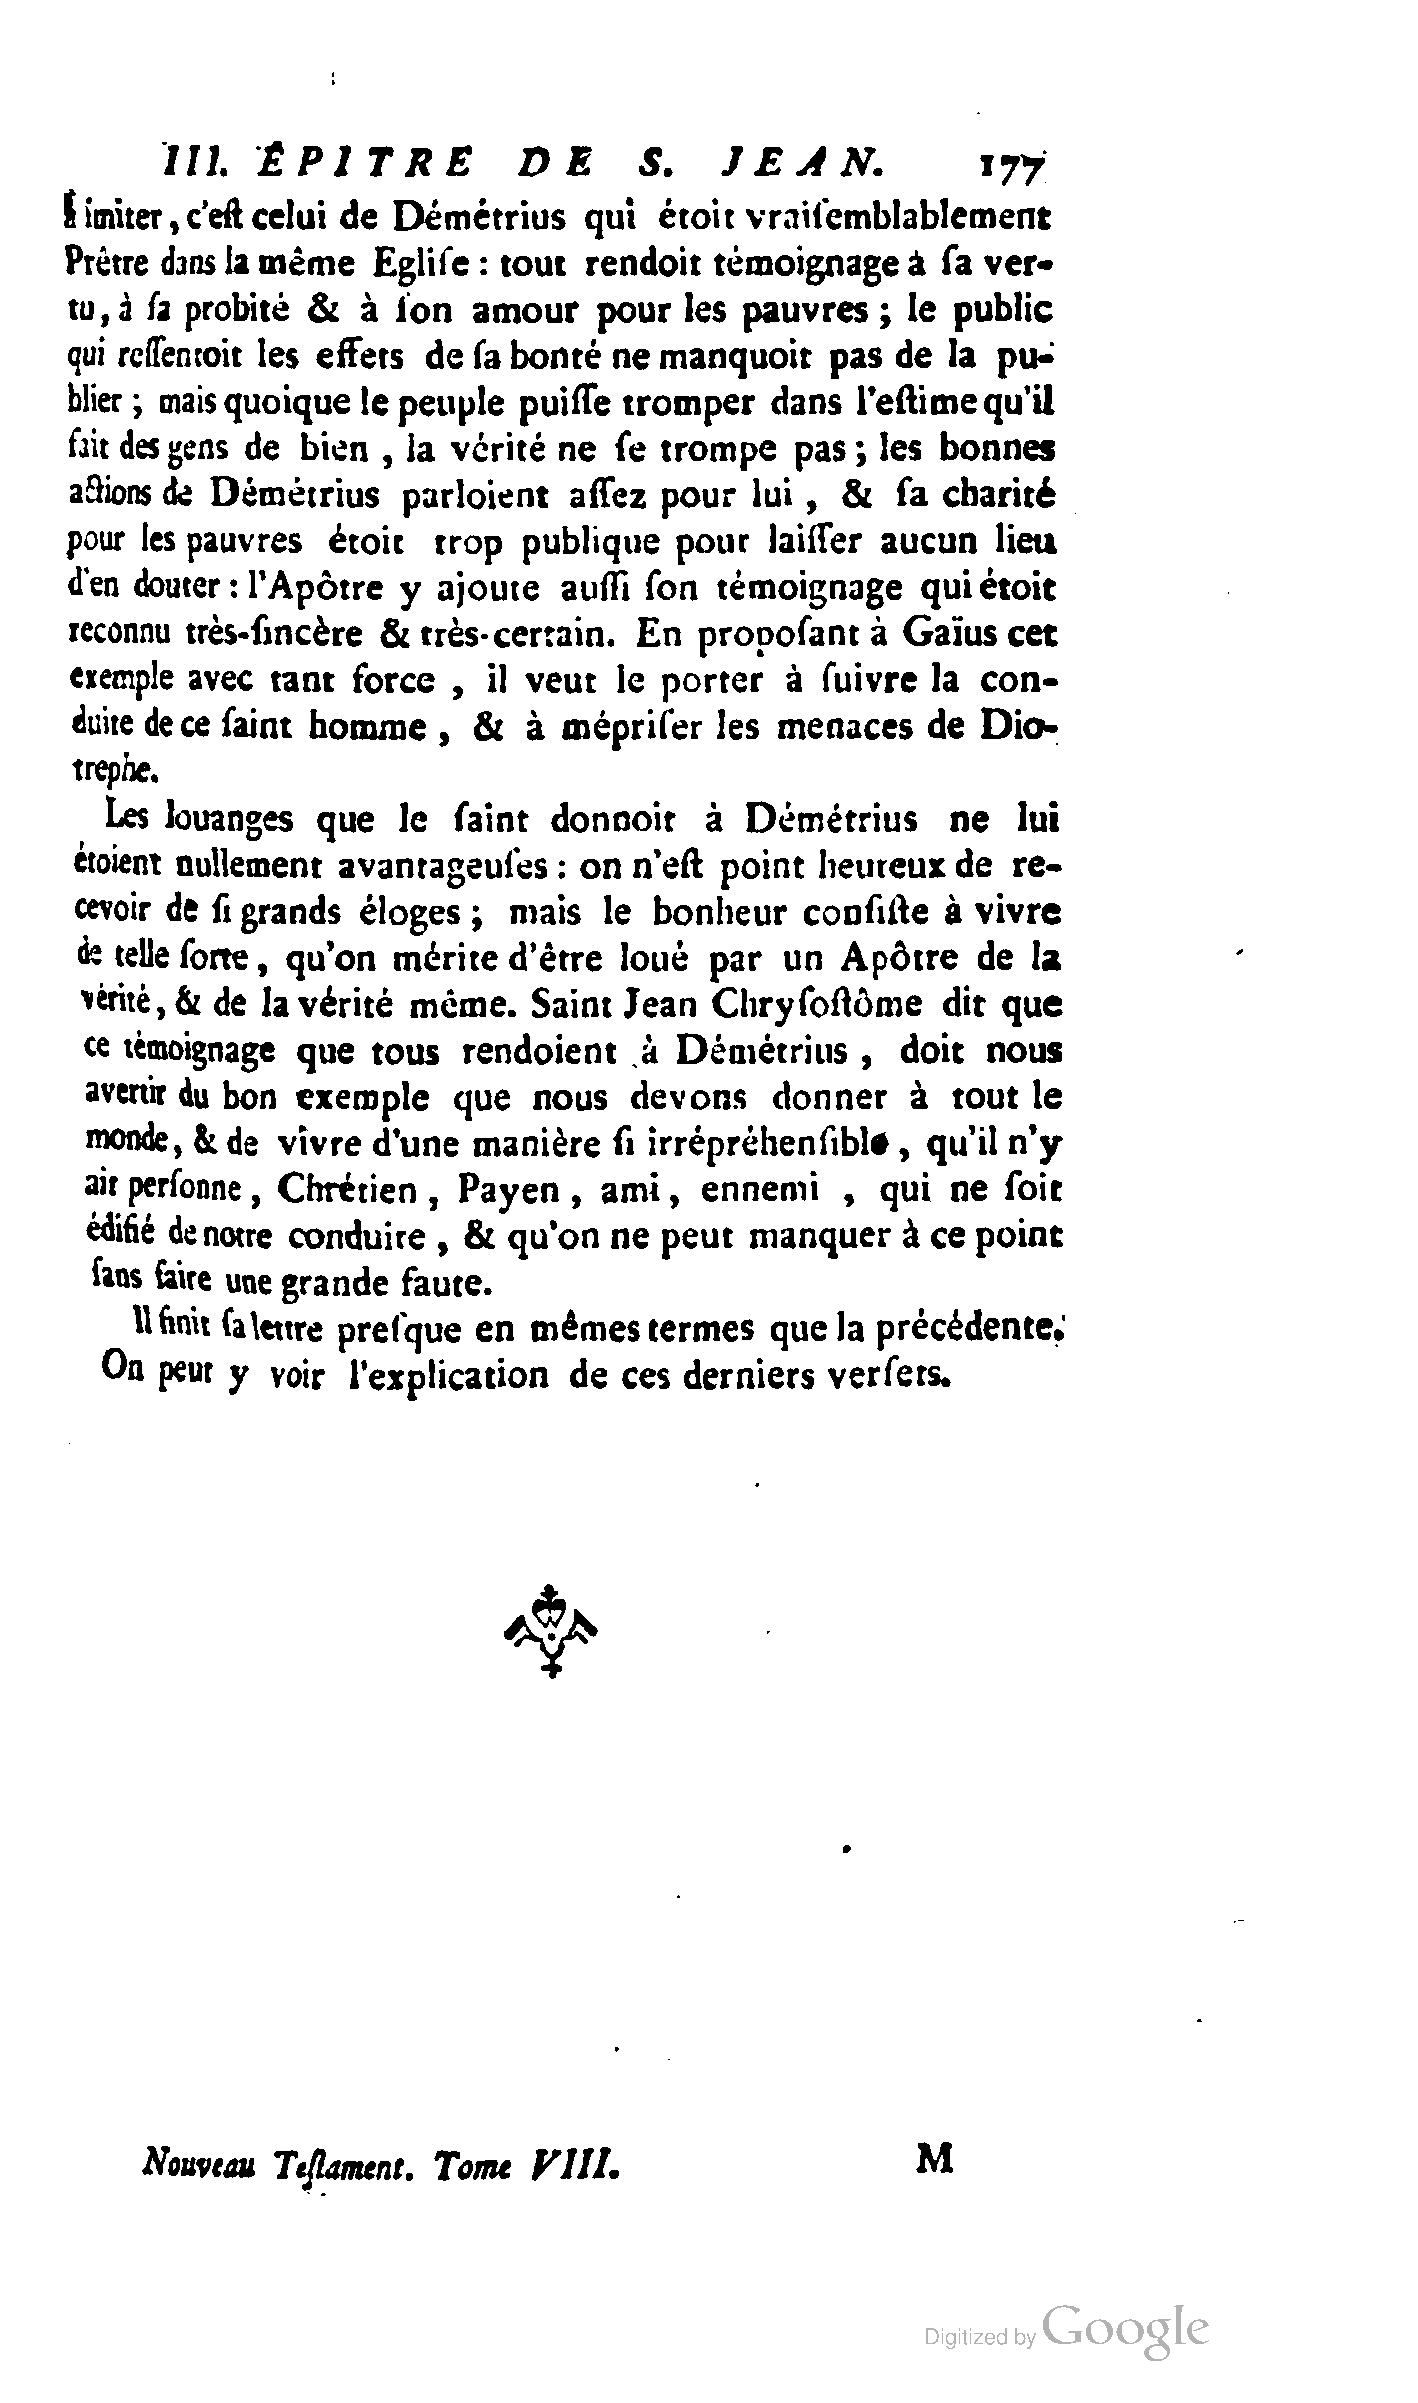 III. ÉPITRE DE S. JEAN. 177
à imiter, c'eſt celui de Démétrius qui étoit vraiſemblablement
Prêtre dans la même Egliſe : tout rendoit témoignage à ſa ver-
tu, à ſa probité & à ſon amour pour les pauvres ; le public
qui reſſentoit les effets de ſa bonté ne manquoit pas de la pu-
blier ; mais quoique le peuple puiſſe tromper dans l'eſtime qu'il
fait des gens de bien , la vérité ne ſe trompe pas ; les bonnes
actions de Démétrius parloient aſſez pour lui , & ſa charité
pour les pauvres étoit trop publique pour laiſſer aucun lieu
d'en douter : l'Apôtre y ajoute auſſi ſon témoignage qui étoit
reconnu très-ſincère & très-certain. En propoſant à Gaïus cet
exemple avec tant force , il veut le porter à ſuivre la con-
duite de ce ſaint homme , & à mépriſer les menaces de Dio-
trephe.
Les louanges que le ſaint donnoit à Démétrius ne lui
étoient nullement avantageuſes : on n'eſt point heureux de re-
cevoir de ſi grands éloges ; mais le bonheur conſiſte à vivre
de telle ſorte, qu'on mérite d'être loué par un Apôtre de la
vérité, & de la vérité même. Saint Jean Chryſoſtôme dit que
ce témoignage que tous rendoient à Démétrius , doit nous
avertir du bon exemple que nous devons donner à tout le
monde, & de vivre d'une manière ſi irrépréhenſible , qu'il n'y
ait perſonne , Chrétien , Payen , ami , ennemi , qui ne ſoit
édifié de notre conduite , & qu'on ne peut manquer à ce point
ſans faire une grande faute.
Il finit ſa lettre preſque en mêmes termes que la précédente.
On peut y voir l'explication de ces derniers verſets.
Nouveau Teſtament. Tome VIII. M
Digitized by Google